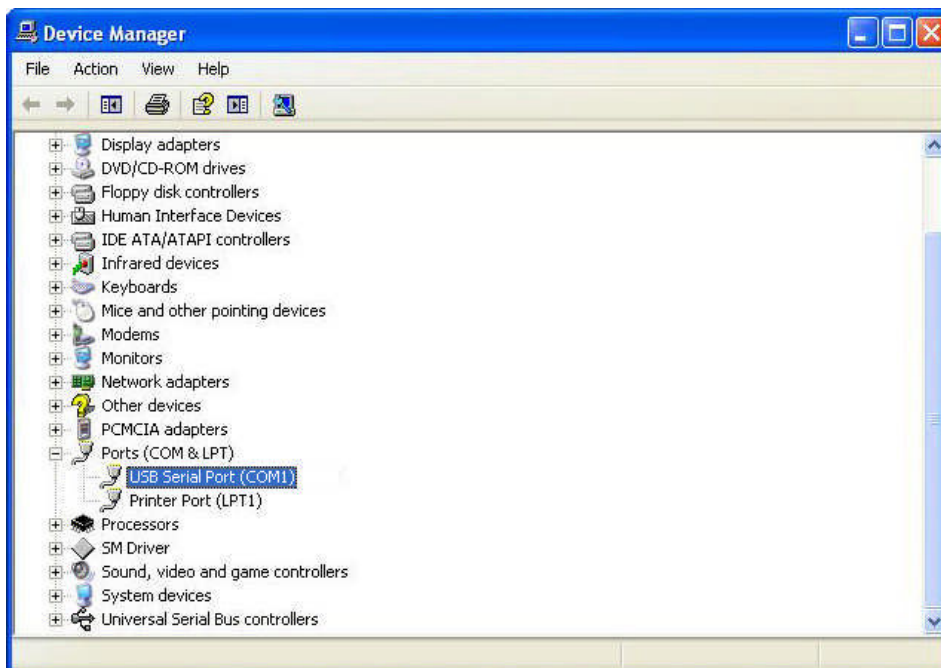 Device Manager
File Action View Help
Display adapters
DVD/CD-ROM drives
Floppy disk controllers
Human Interface Devices
IDE ATA/ATAPI controllers
Infrared devices
Keyboards
Mice and other pointing devices
Modems
Monitors
Network adapters
Other devices
PCMCIA adapters
Ports (COM & LPT)
USB Serial Port (COM1)
Printer Port (LPT1)
Processors
SM Driver
Sound, video and game controllers
System devices
Universal Serial Bus controllers